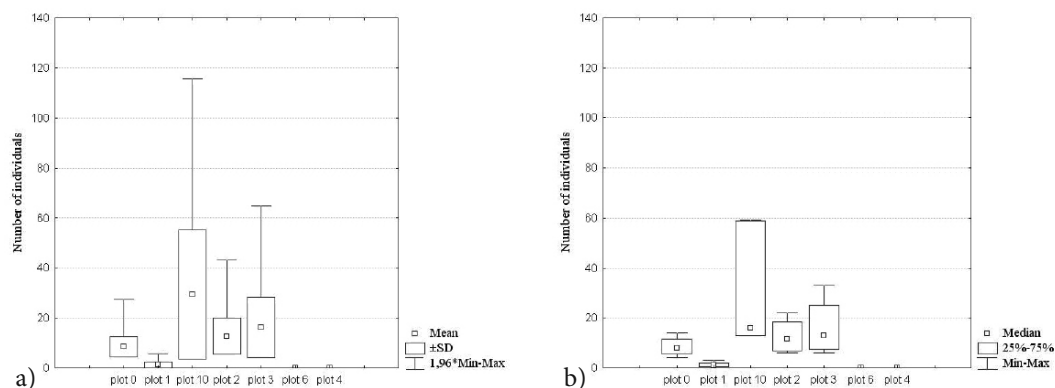 140
120
100
80
60
40
20
0
Number of individuals
plot 0 plot 1 plot 10 plot 2 plot 3 plot 6 plot 4
Mean
±SD
1,96*Min-Max
a)
140
120
100
80
60
40
20
0
Number of individuals
plot 0 plot 1 plot 10 plot 2 plot 3 plot 6 plot 4
Median
25%-75%
Min-Max
b)